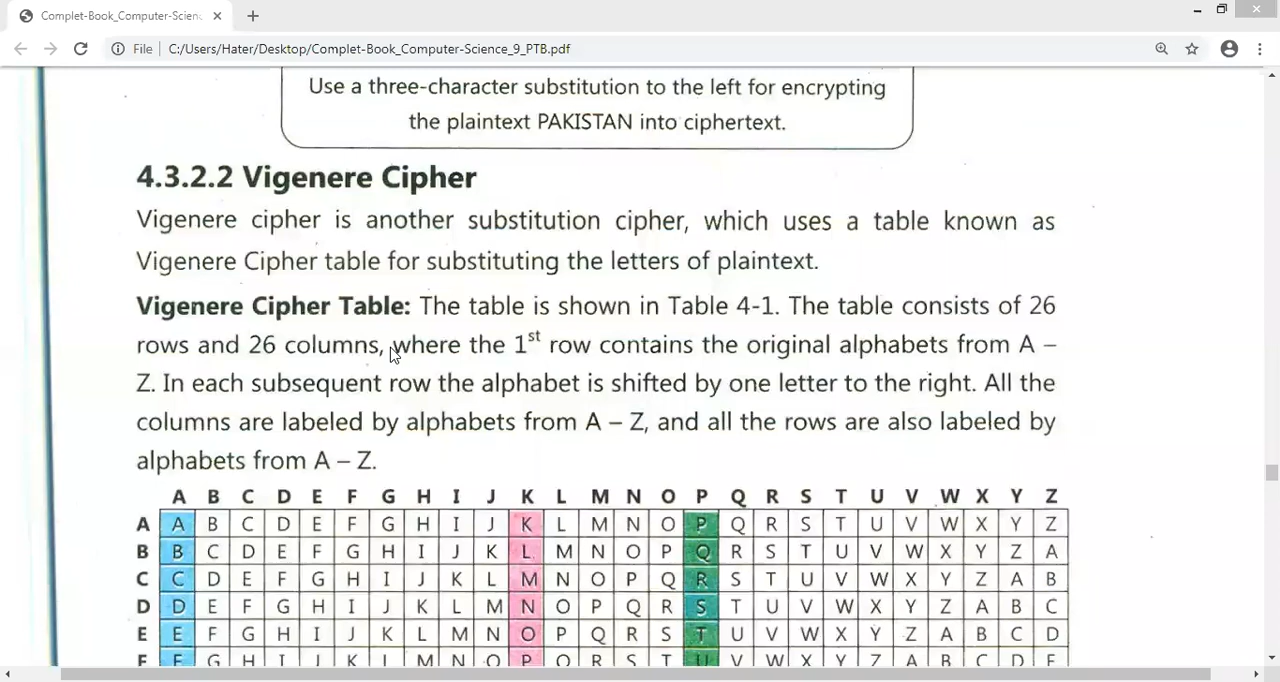 Complet-Book_Computer-Scien
File C:/Users/Hater/Desktop/Complet-Book_Computer-Science_9_PTB.pdf
Use a three-character substitution to the left for encrypting
the plaintext PAKISTAN into ciphertext.
4.3.2.2 Vigenere Cipher
Vigenere cipher is another substitution cipher, which uses a table known as
Vigenere Cipher table for substituting the letters of plaintext.
Vigenere Cipher Table: The table is shown in Table 4-1. The table consists of 26
rows and 26 columns, where the 1st row contains the original alphabets from A –
Z. In each subsequent row the alphabet is shifted by one letter to the right. All the
columns are labeled by alphabets from A – Z, and all the rows are also labeled by
alphabets from A – Z.
A B C D E F G H I J K L M N O P Q R S T U V W X Y Z
A A B C D E F G H I J K L M N O P Q R S T U V W X Y Z
B B C D E F G H I J K L M N O P Q R S T U V W X Y Z A
C C D E F G H I J K L M N O P Q R S T U V W X Y Z A B
D D E F G H I J K L M N O P Q R S T U V W X Y Z A B C
E E F G H I J K L M N O P Q R S T U V W X Y Z A B C D
F F G H I J K L M N O P Q R S T U V W X Y Z A B C D E